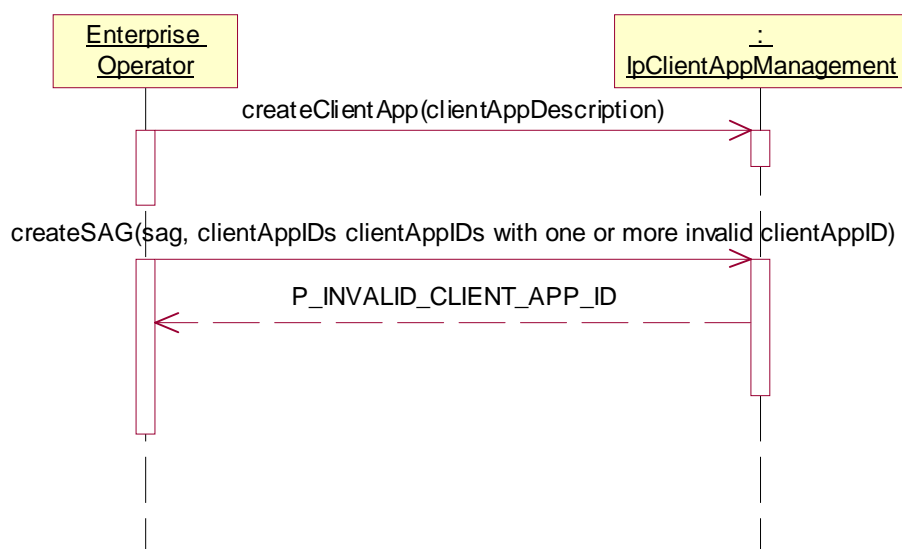 Enterprise
Operator
:
IpClientAppManagement
createClientApp(clientAppDescription)
createSAG(sag, clientAppIDs clientAppIDs with one or more invalid clientAppID)
P_INVALID_CLIENT_APP_ID